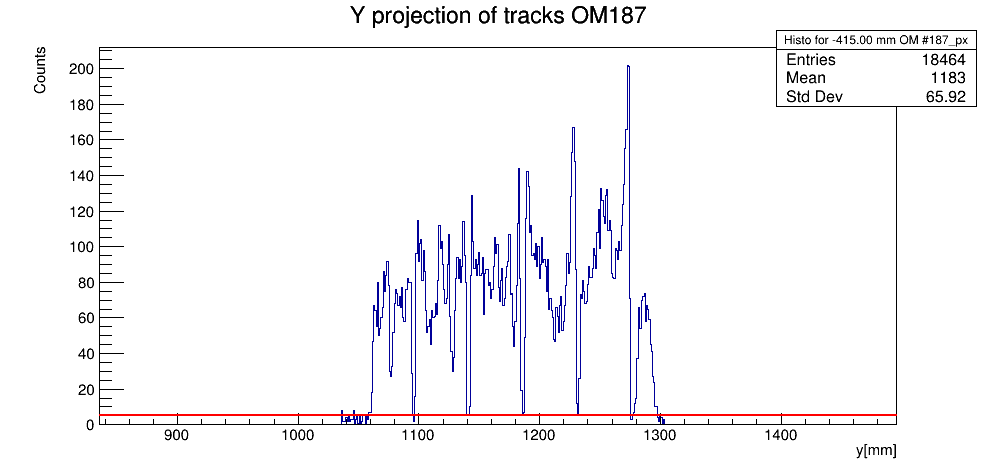 Y projection of tracks OM187
Counts
Histo for -415.00 mm OM #187_px
Entries 18464
Mean 1183
Std Dev 65.92
200
180
160
140
120
100
80
60
40
20
0
900 1000 1100 1200 1300 1400
y[mm]